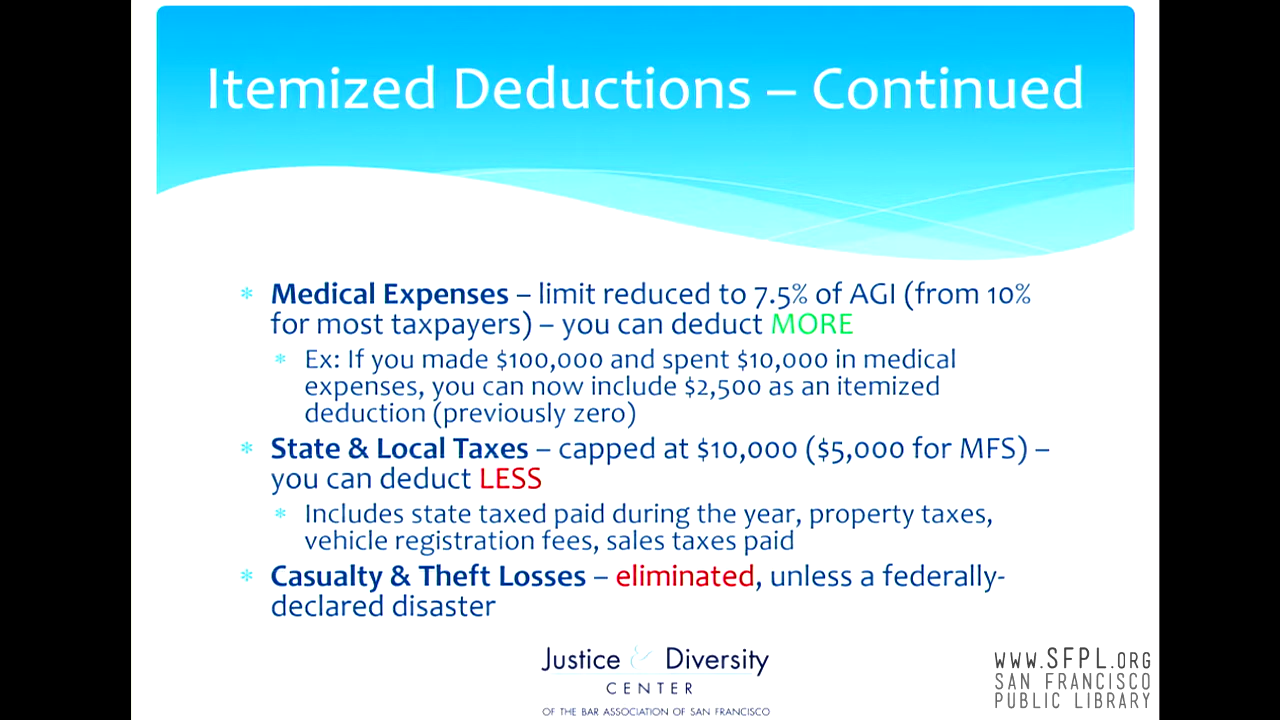 Itemized Deductions – Continued
* Medical Expenses – limit reduced to 7.5% of AGI (from 10%
for most taxpayers) – you can deduct MORE
* Ex: If you made $100,000 and spent $10,000 in medical
expenses, you can now include $2,500 as an itemized
deduction (previously zero)
* State & Local Taxes – capped at $10,000 ($5,000 for MFS) –
you can deduct LESS
* Includes state taxed paid during the year, property taxes,
vehicle registration fees, sales taxes paid
* Casualty & Theft Losses – eliminated, unless a federally-
declared disaster
Justice & Diversity
CENTER
OF THE BAR ASSOCIATION OF SAN FRANCISCO
WWW.SFPL.ORG
SAN FRANCISCO
PUBLIC LIBRARY